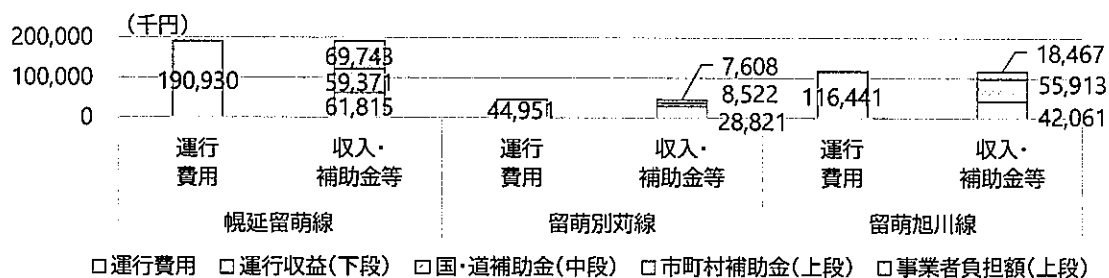 （千円）
200,000
100,000
0
190,930
69,743
59,371
61,815
44,951
7,608
8,522
28,821
116,441
18,467
55,913
42,061
運行
費用
収入・
補助金等
運行
費用
収入・
補助金等
運行
費用
収入・
補助金等
幌延留萌線 留萌別苅線 留萌旭川線
□運行費用 □運行収益(下段) □国・道補助金(中段) □市町村補助金(上段) □事業者負担額(上段)